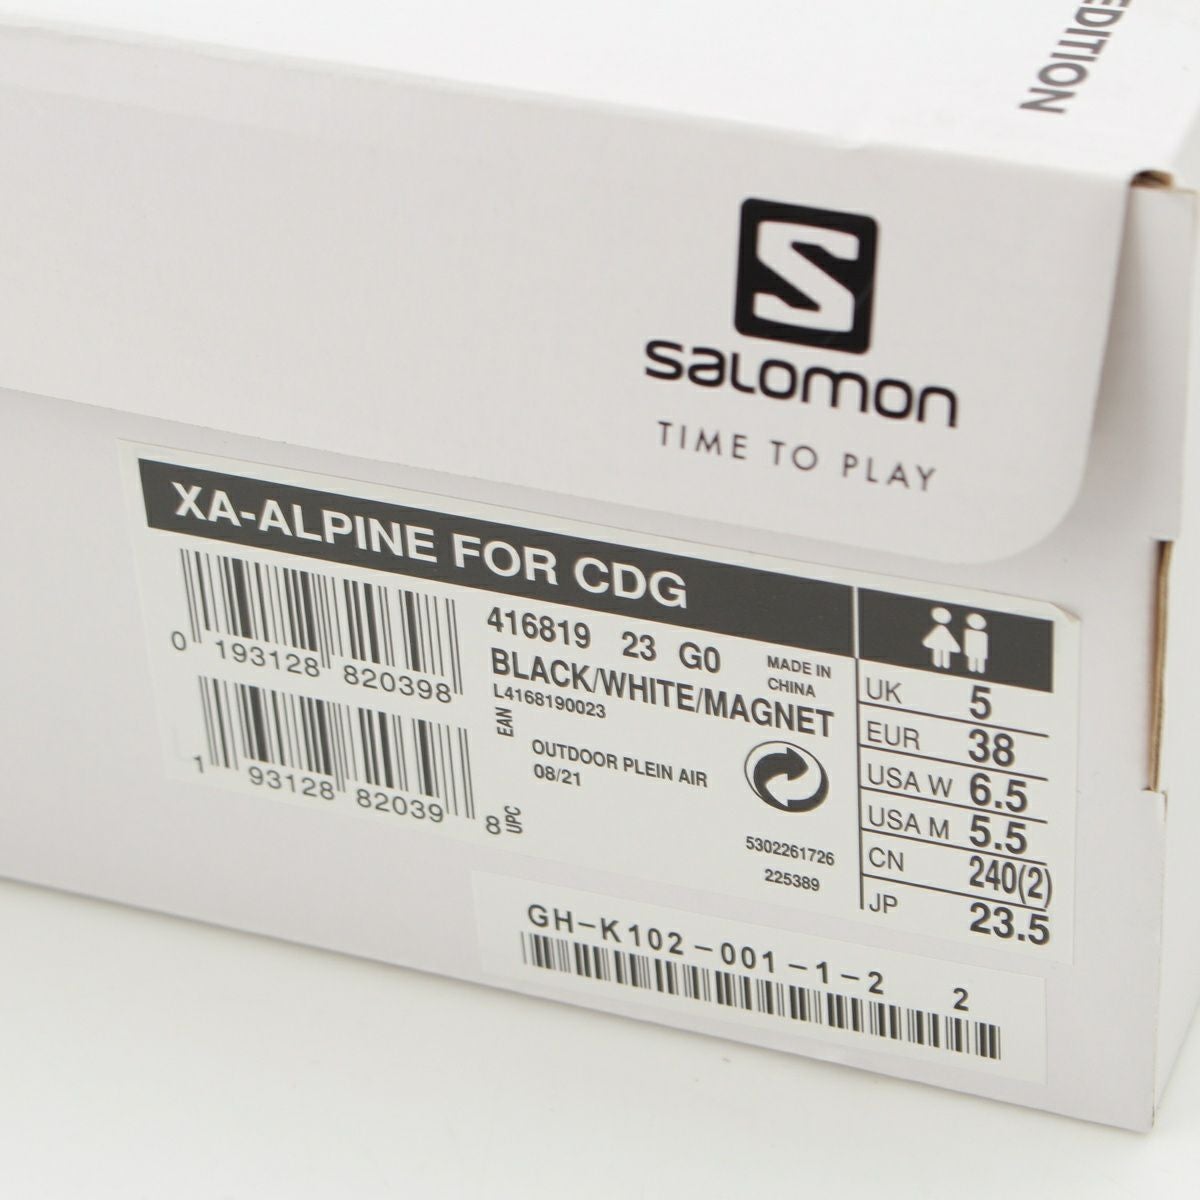 EDITION
S
SALOMON
TIME TO PLAY
XA-ALPINE FOR CDG
0 193128 820398
1 93128 82039 8
EAN
UPC
416819 23 G0
BLACK/WHITE/MAGNET
L4168190023
MADE IN
CHINA
OUTDOOR PLEIN AIR
08/21
5302261726
225389
UK 5
EUR 38
USA W 6.5
USA M 5.5
CN 240(2)
JP 23.5
GH-K102-001-1-2 2